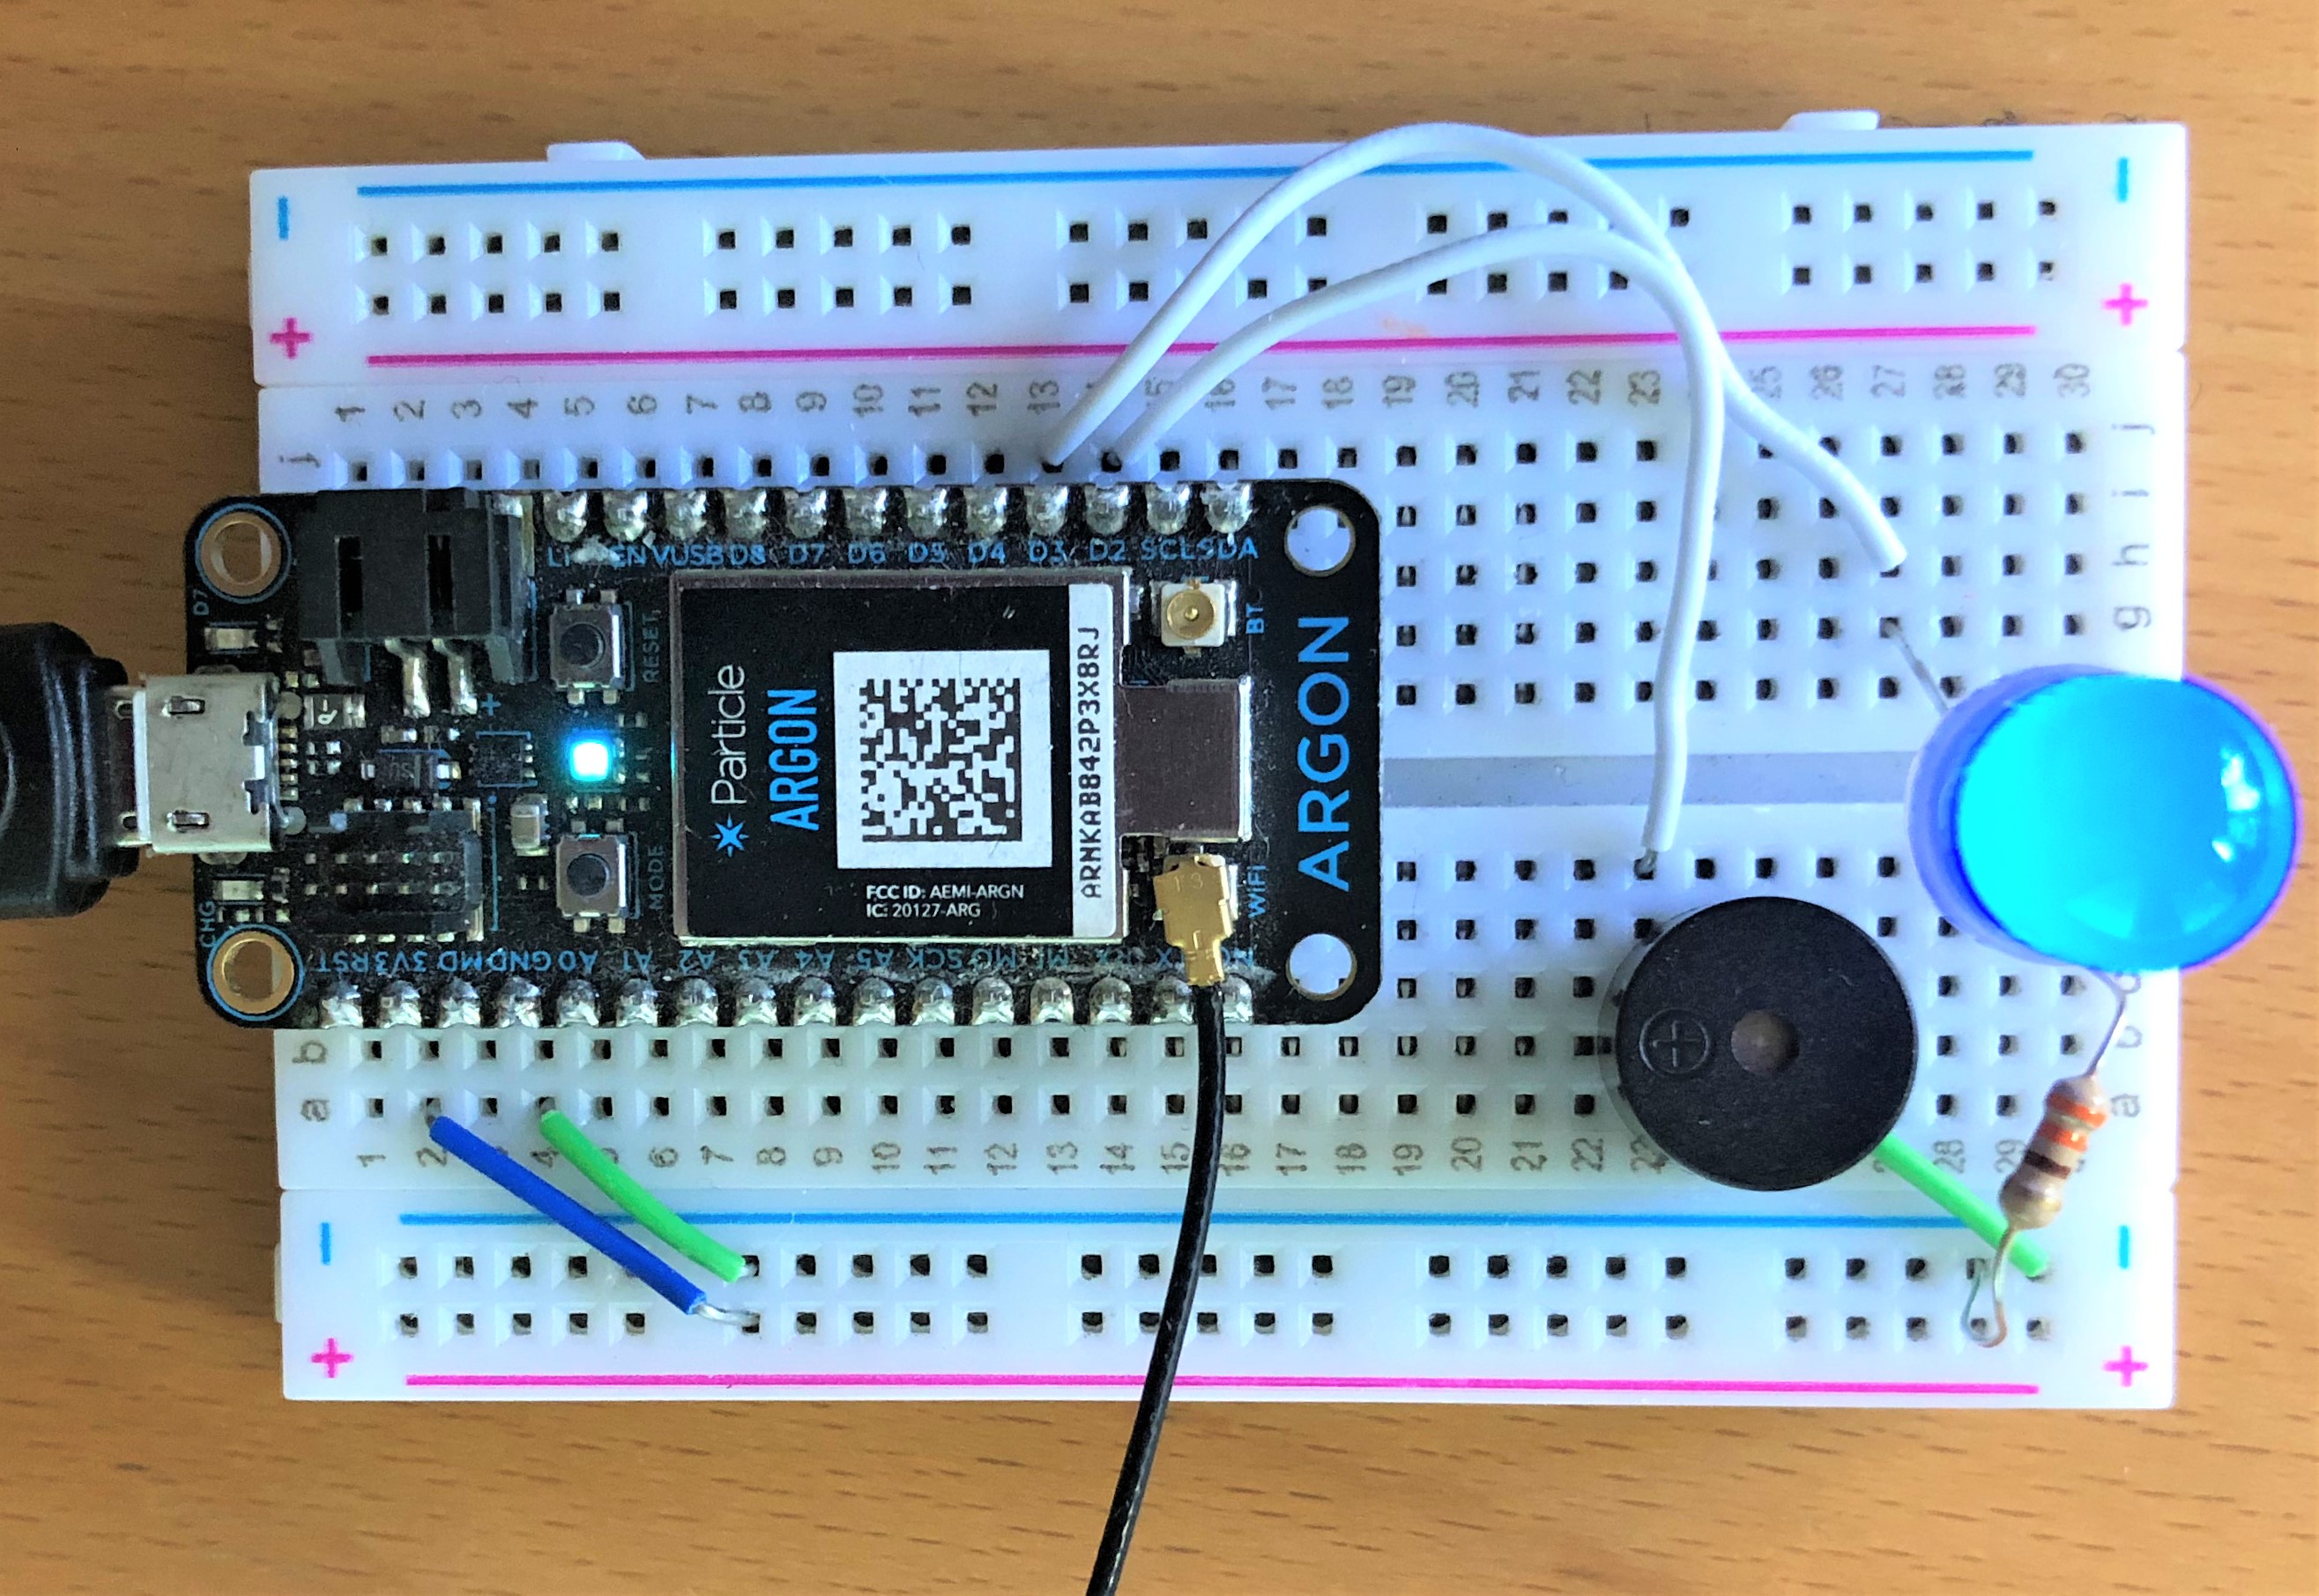 - -
+ +
1 2 3 4 5 6 7 8 9 10 11 12 13 15 16 17 18 19 20 21 22 23 25 26 27 28 29 30
j j
i
h
g
EN VUSB D8 D7 D6 D5 D4 D3 D2 SCL SDA
D7
RESET
BT
Particle
ARGON
ARNKAB842P3X8RJ
ARGON
FCC ID: AEMI-ARGN
IC: 20127-ARG
MODE
WiFi
CHG
RST 3V3 MD GND A0 A1 A2 A3 A4 A5 SCK
b
a a
1 2 4 5 6 7 8 9 10 11 12 13 14 15 16 17 18 19 20 21 22 28 29
- -
+ +